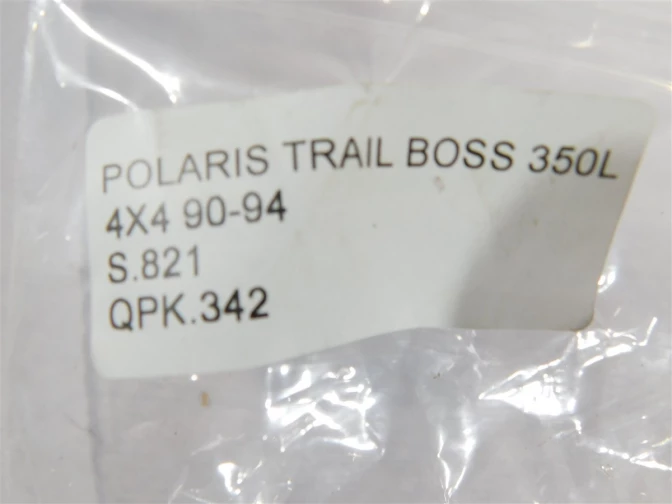 POLARIS TRAIL BOSS 350L
4X4 90-94
S.821
QPK.342